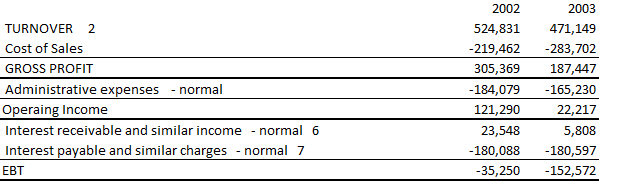 2002 2003
TURNOVER 2 524,831 471,149
Cost of Sales -219,462 -283,702
GROSS PROFIT 305,369 187,447
Administrative expenses - normal -184,079 -165,230
Operaing Income 121,290 22,217
Interest receivable and similar income - normal 6 23,548 5,808
Interest payable and similar charges - normal 7 -180,088 -180,597
EBT -35,250 -152,572